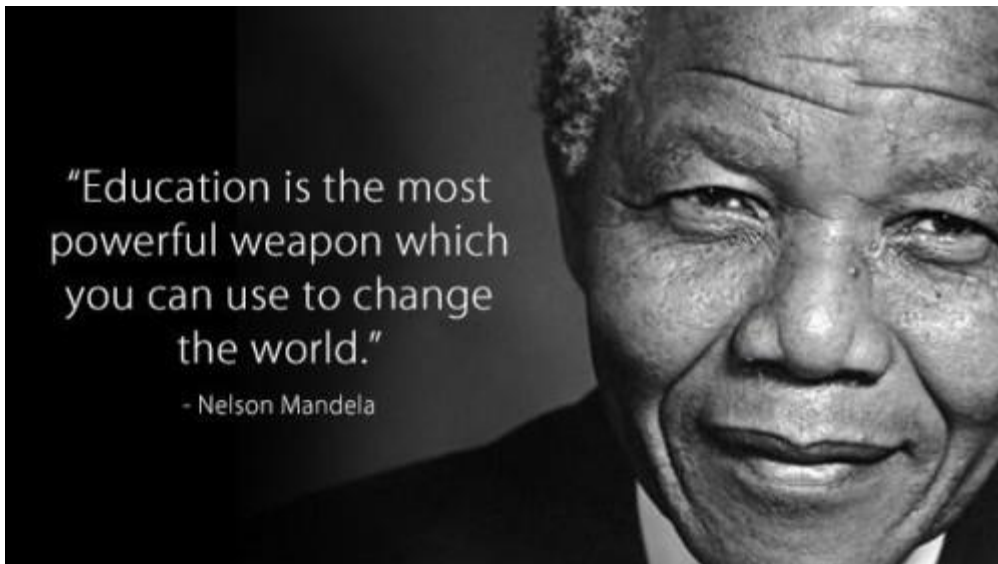 “Education is the most
powerful weapon which
you can use to change
the world.”
- Nelson Mandela